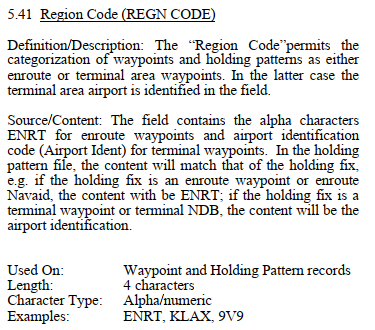 5.41 Region Code (REGN CODE)
Definition/Description: The “Region Code”permits the
categorization of waypoints and holding patterns as either
enroute or terminal area waypoints. In the latter case the
terminal area airport is identified in the field.
Source/Content: The field contains the alpha characters
ENRT for enroute waypoints and airport identification
code (Airport Ident) for terminal waypoints. In the holding
pattern file, the content will match that of the holding fix,
e.g. if the holding fix is an enroute waypoint or enroute
Navaid, the content with be ENRT; if the holding fix is a
terminal waypoint or terminal NDB, the content will be the
airport identification.
Used On: Waypoint and Holding Pattern records
Length: 4 characters
Character Type: Alpha/numeric
Examples: ENRT, KLAX, 9V9